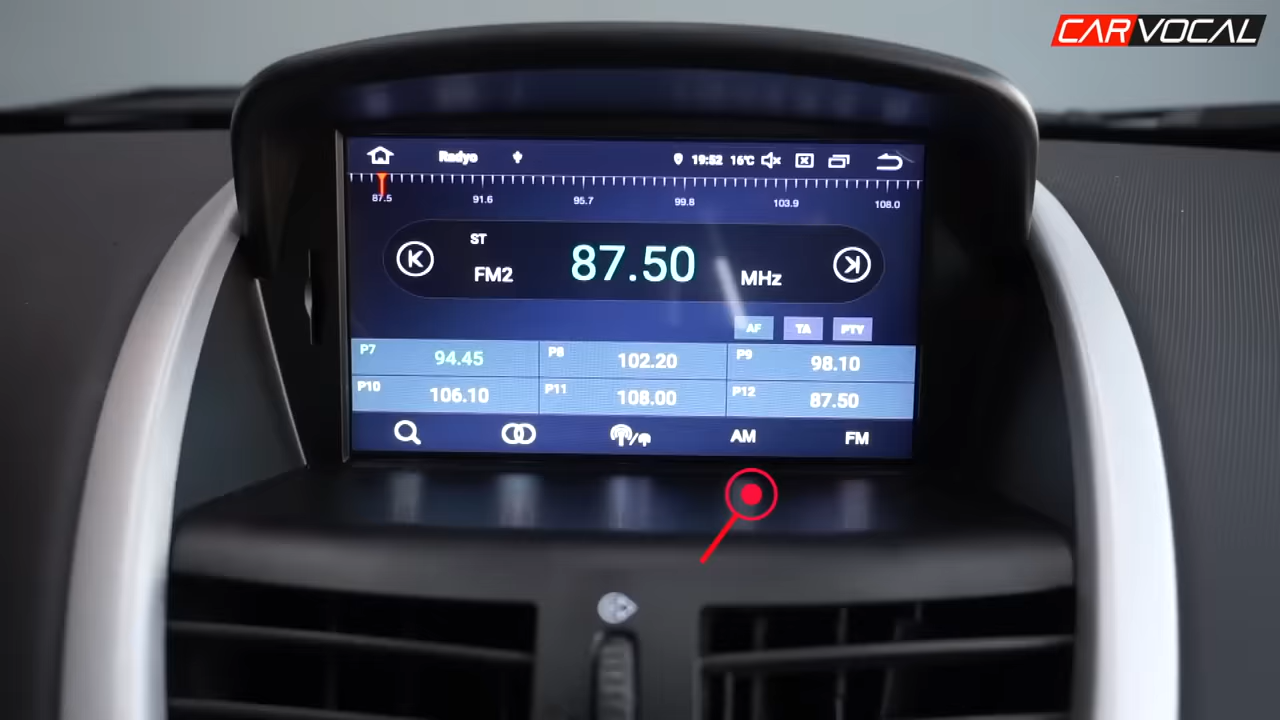 CARVOCAL
Radyo 19:52 16°C
87.5 91.6 95.7 99.8 103.9 108.0
ST
FM2 87.50 MHz
AF TA PTY
P7 94.45 P8 102.20 P9 98.10
P10 106.10 P11 108.00 P12 87.50
AM FM